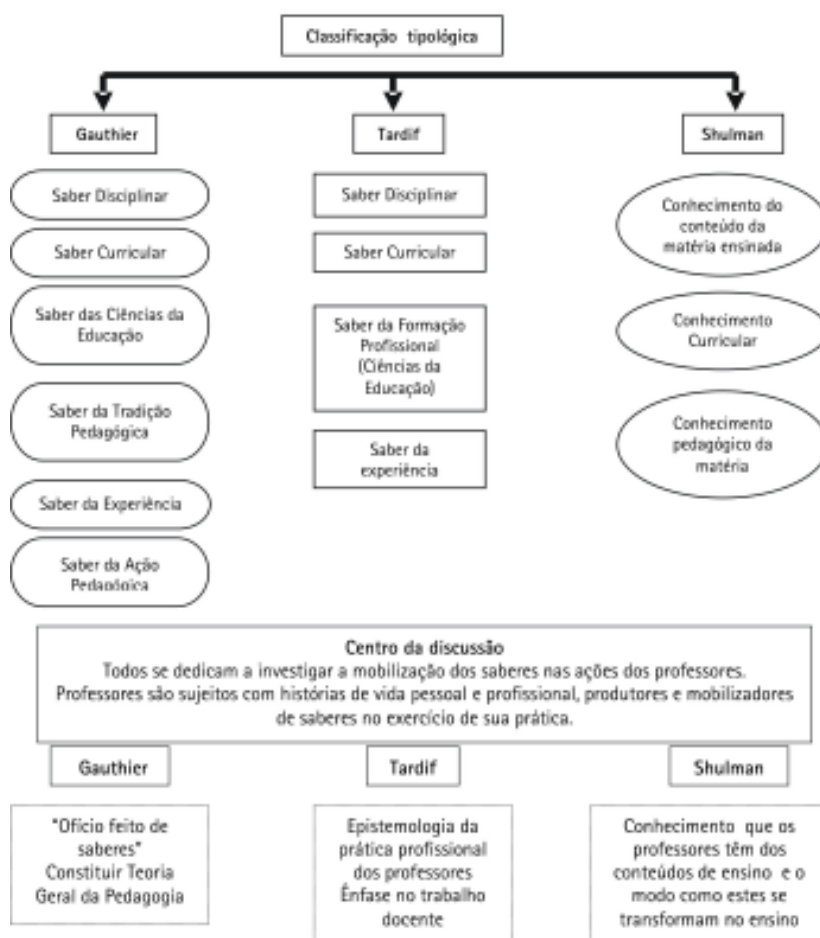 Classificação tipológica
Gauthier
Tardif
Shulman
Saber Disciplinar
Saber Curricular
Saber das Ciências da
Educação
Saber da Tradição
Pedagógica
Saber da Experiência
Saber da Ação
Pedagógica
Saber Disciplinar
Saber Curricular
Saber da Formação
Profissional
(Ciências da
Educação)
Saber da
experiência
Conhecimento do
conteúdo da
matéria ensinada
Conhecimento
Curricular
Conhecimento
pedagógico da
matéria
Centro da discussão
Todos se dedicam a investigar a mobilização dos saberes nas ações dos professores.
Professores são sujeitos com histórias de vida pessoal e profissional, produtores e mobilizadores
de saberes no exercício de sua prática.
Gauthier
Tardif
Shulman
"Ofício feito de
saberes"
Constituir Teoria
Geral da Pedagogia
Epistemologia da
prática profissional
dos professores
Ênfase no trabalho
docente
Conhecimento que os
professores têm dos
conteúdos de ensino e o
modo como estes se
transformam no ensino